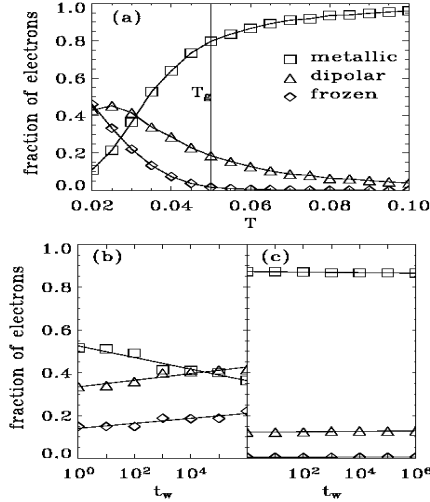 (a)
metallic
dipolar
frozen
T_g
fraction of electrons
1.0
0.8
0.6
0.4
0.2
0.0
0.02
0.04
0.06
0.08
0.10
T
(b)
(c)
fraction of electrons
1.0
0.8
0.6
0.4
0.2
0.0
10^0
10^2
10^4
t_w
10^2
10^4
10^6
t_w